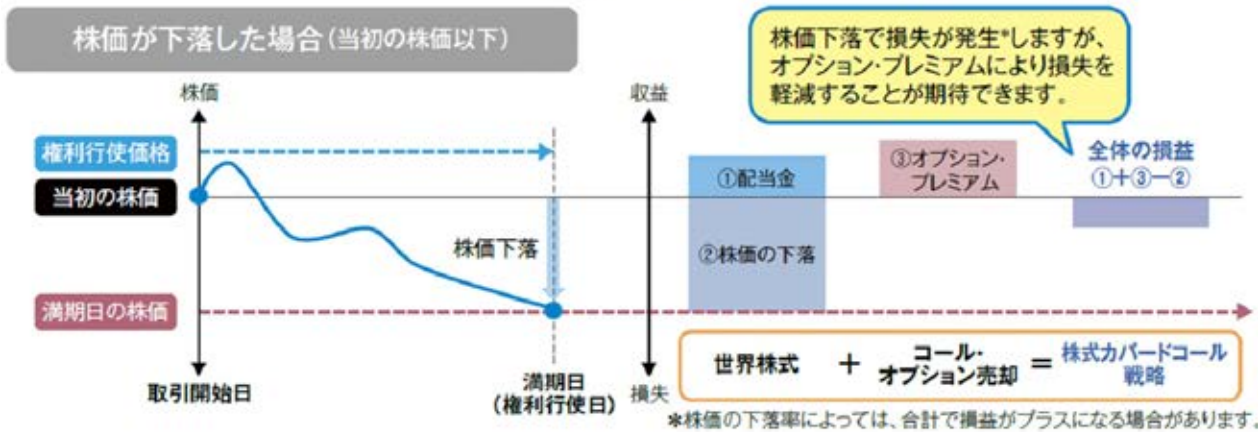 株価が下落した場合(当初の株価以下)
株価下落で損失が発生*しますが、
オプション・プレミアムにより損失を
軽減することが期待できます。
株価
収益
権利行使価格
当初の株価
満期日の株価
株価下落
取引開始日
満期日
(権利行使日)
損失
①配当金
②株価の下落
③オプション・
プレミアム
全体の損益
①+③-②
世界株式
+
コール・
オプション売却
=
株式カバードコール
戦略
*株価の下落率によっては、合計で損益がプラスになる場合があります。